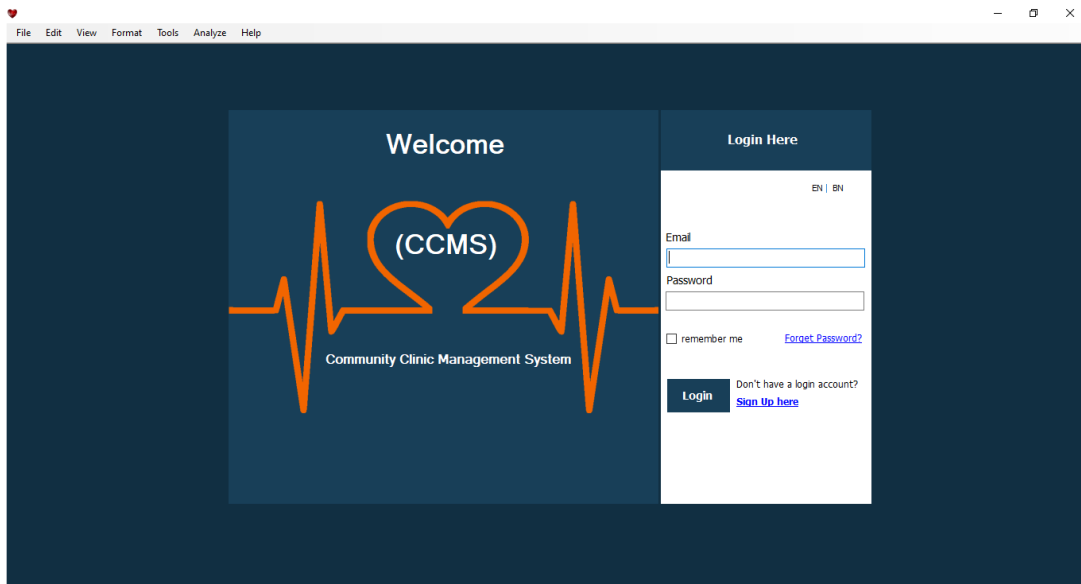 File Edit View Format Tools Analyze Help
Welcome
(CCMS)
Community Clinic Management System
Login Here
EN | BN
Email
Password
remember me Forget Password?
Login
Don't have a login account?
Sign Up here